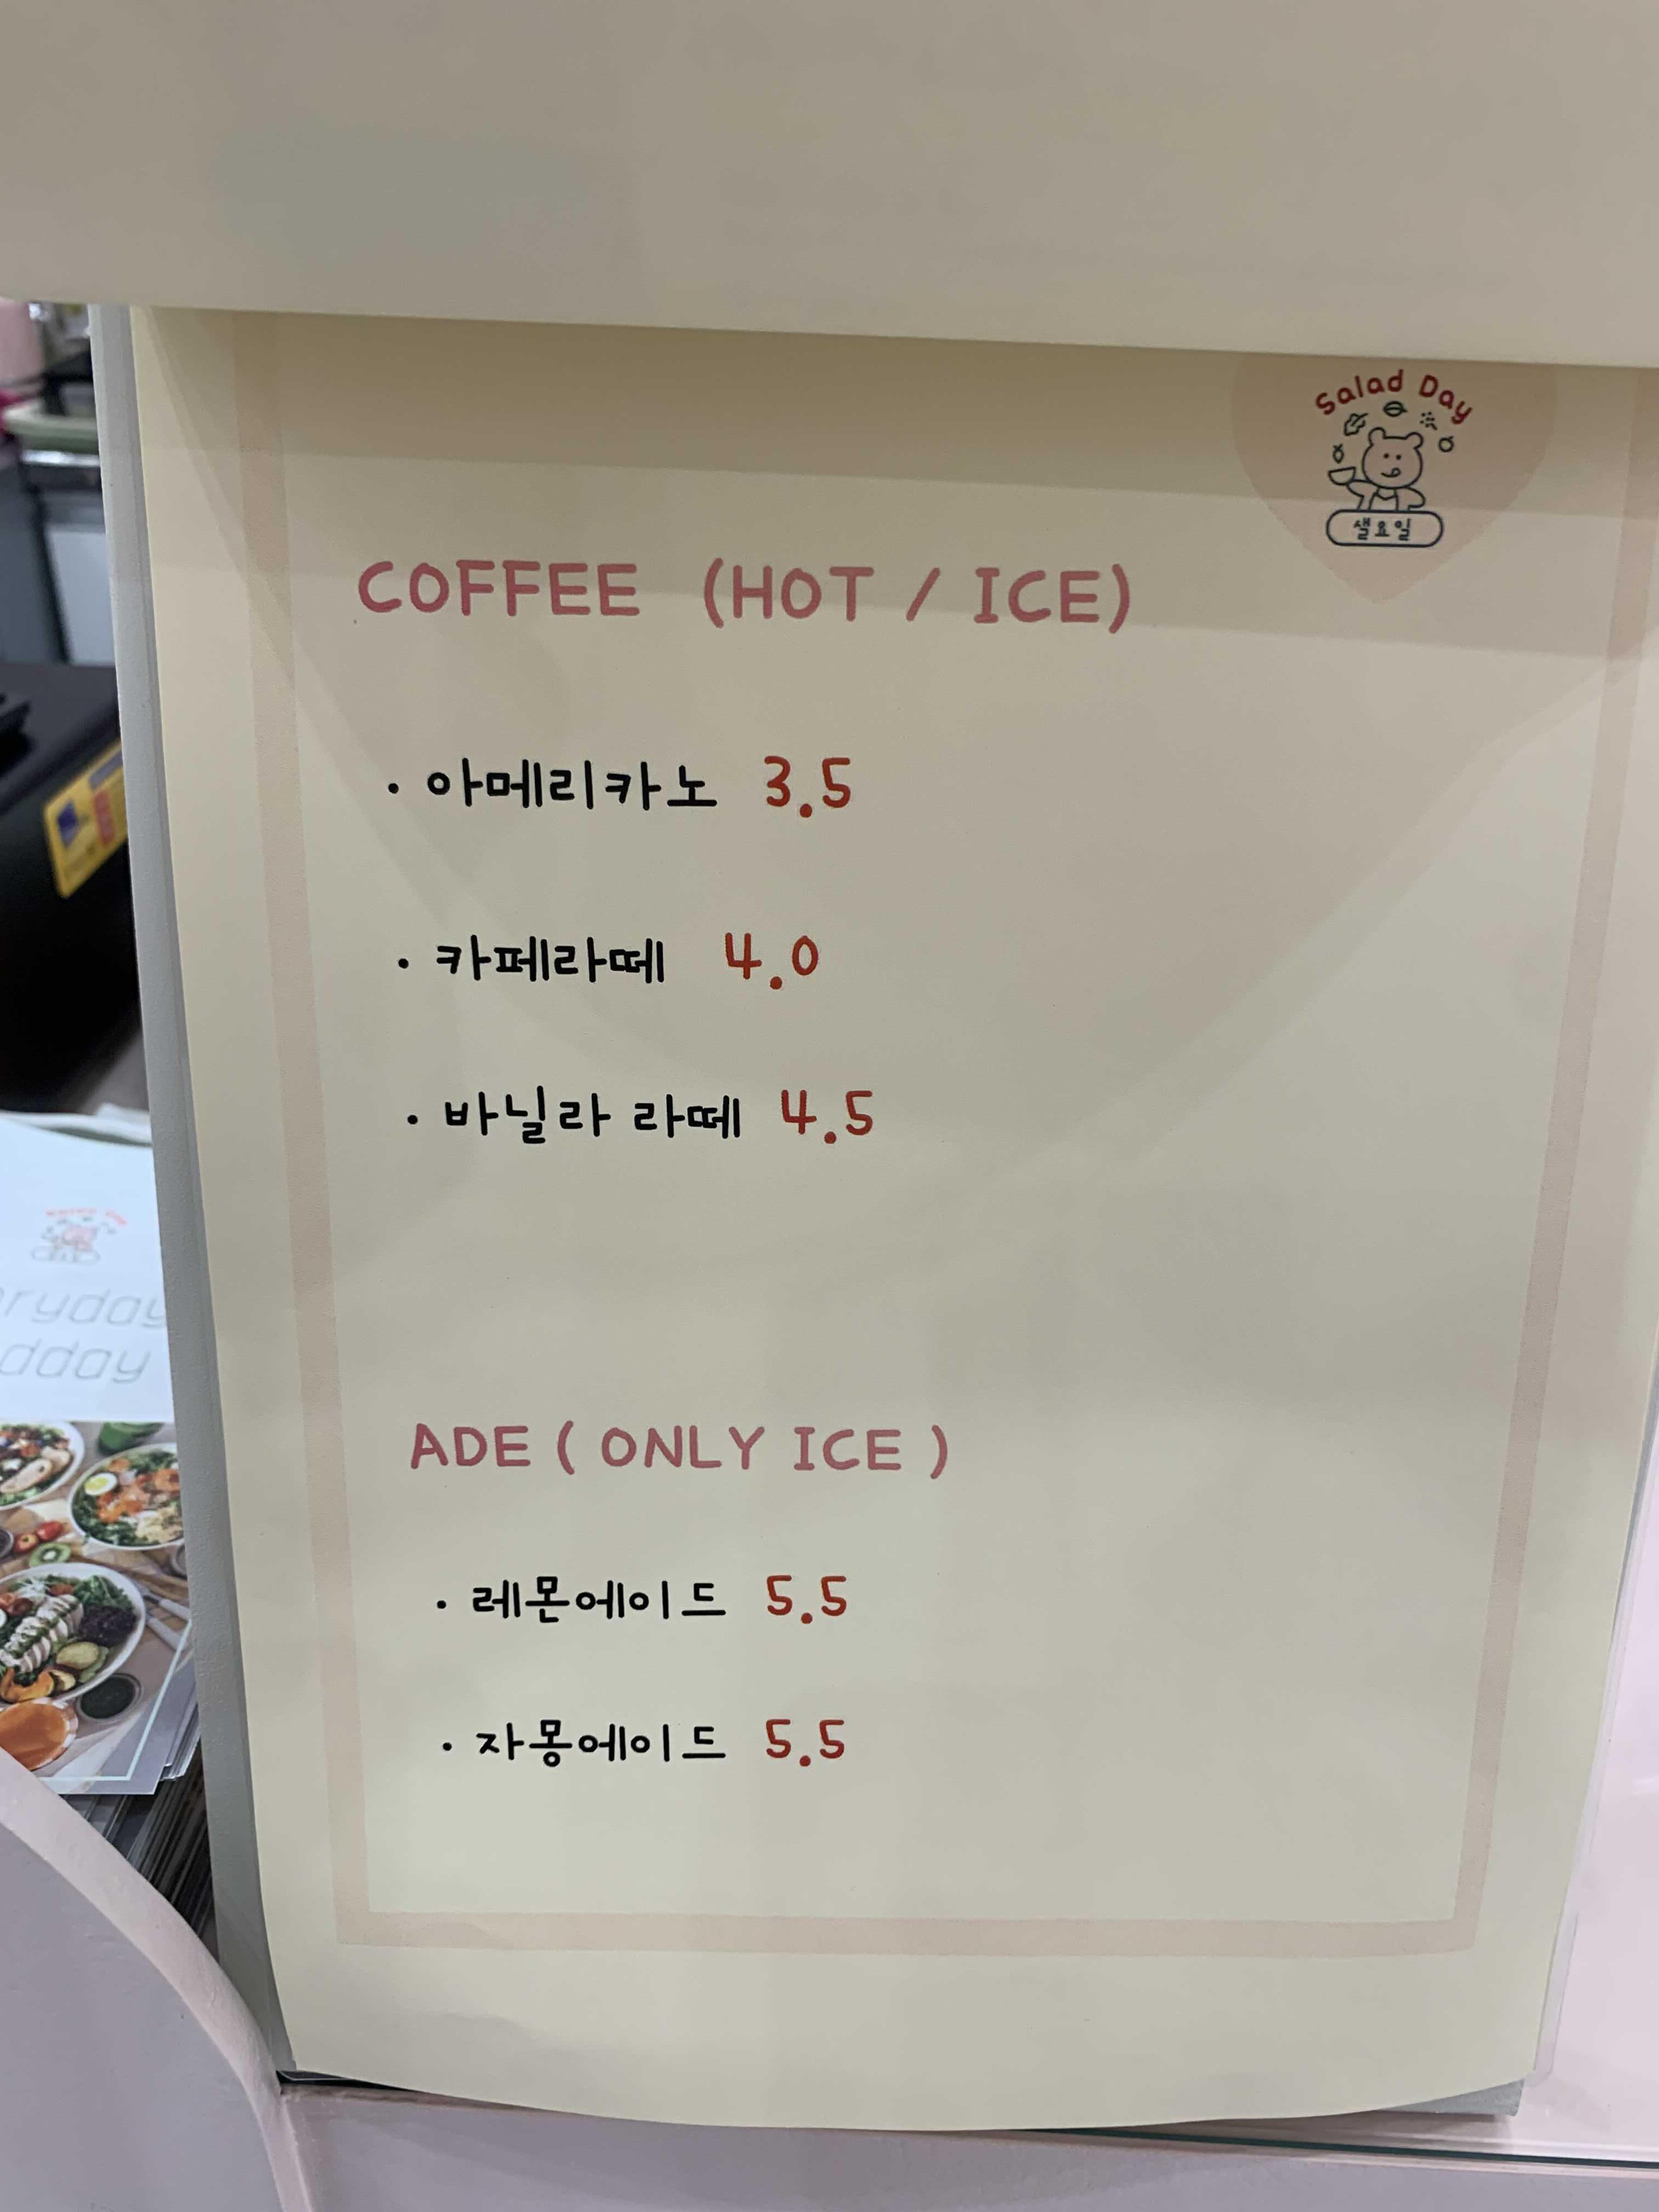 Salad Day
샐요일
COFFEE (HOT / ICE)
· 아메리카노 3.5
· 카페라떼 4.0
· 바닐라 라떼 4.5
ADE ( ONLY ICE )
· 레몬에이드 5.5
· 자몽에이드 5.5
ryday
dday